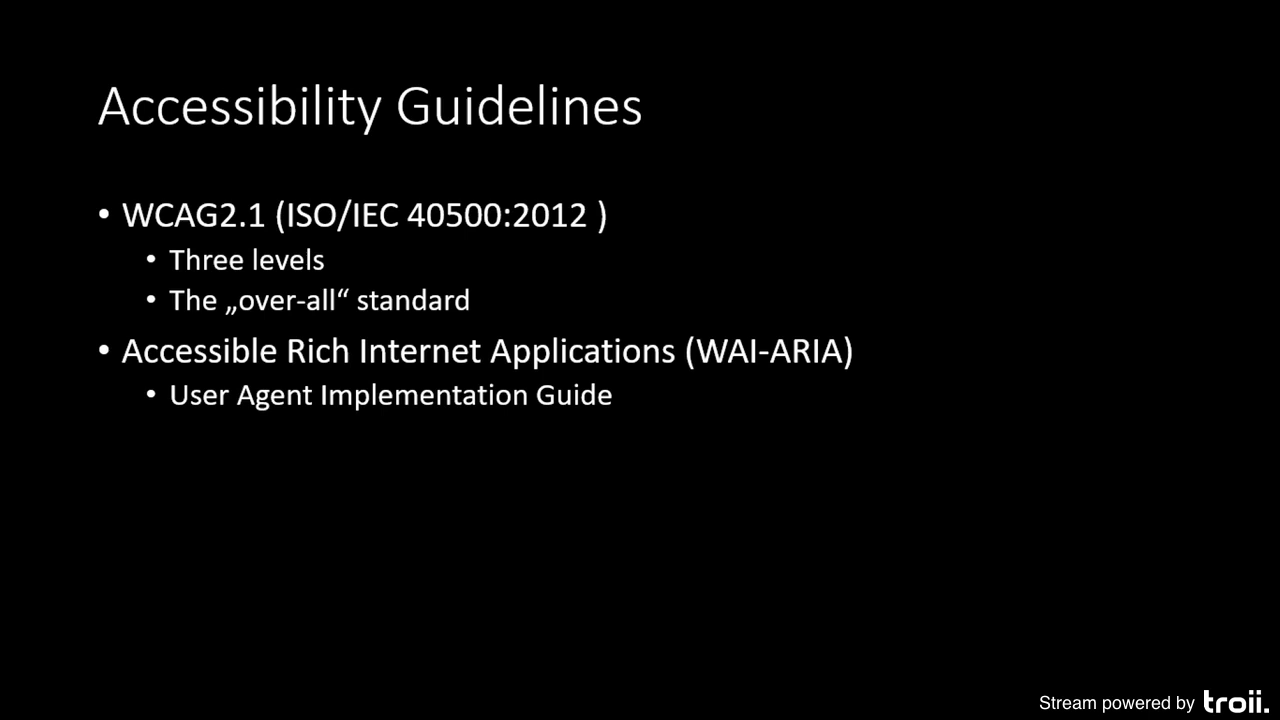 Accessibility Guidelines
• WCAG2.1 (ISO/IEC 40500:2012 )
• Three levels
• The „over-all“ standard
• Accessible Rich Internet Applications (WAI-ARIA)
• User Agent Implementation Guide
Stream powered by troii.